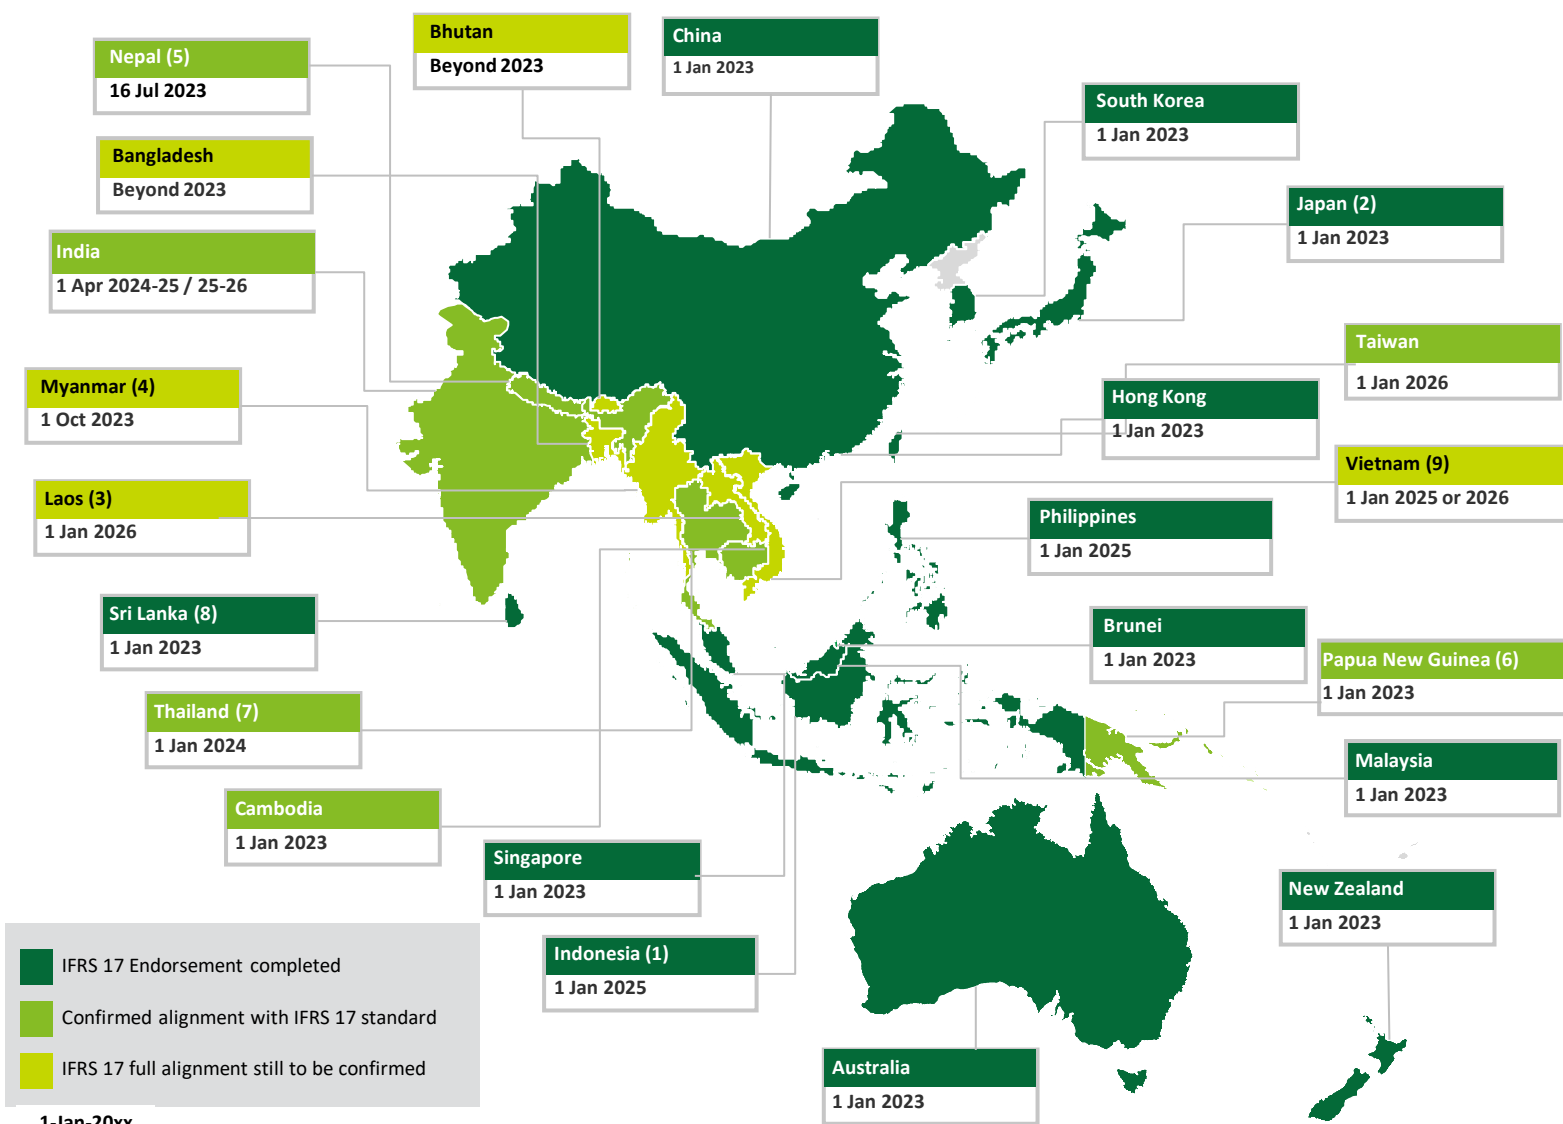 Bhutan
Beyond 2023
China
1 Jan 2023
Nepal (5)
16 Jul 2023
South Korea
1 Jan 2023
Bangladesh
Beyond 2023
Japan (2)
1 Jan 2023
India
1 Apr 2024-25 / 25-26
Taiwan
1 Jan 2026
Myanmar (4)
1 Oct 2023
Hong Kong
1 Jan 2023
Vietnam (9)
1 Jan 2025 or 2026
Laos (3)
1 Jan 2026
Philippines
1 Jan 2025
Sri Lanka (8)
1 Jan 2023
Brunei
1 Jan 2023
Papua New Guinea (6)
1 Jan 2023
Thailand (7)
1 Jan 2024
Malaysia
1 Jan 2023
Cambodia
1 Jan 2023
Singapore
1 Jan 2023
New Zealand
1 Jan 2023
Indonesia (1)
1 Jan 2025
Australia
1 Jan 2023
IFRS 17 Endorsement completed
Confirmed alignment with IFRS 17 standard
IFRS 17 full alignment still to be confirmed
1-Jan-20xx